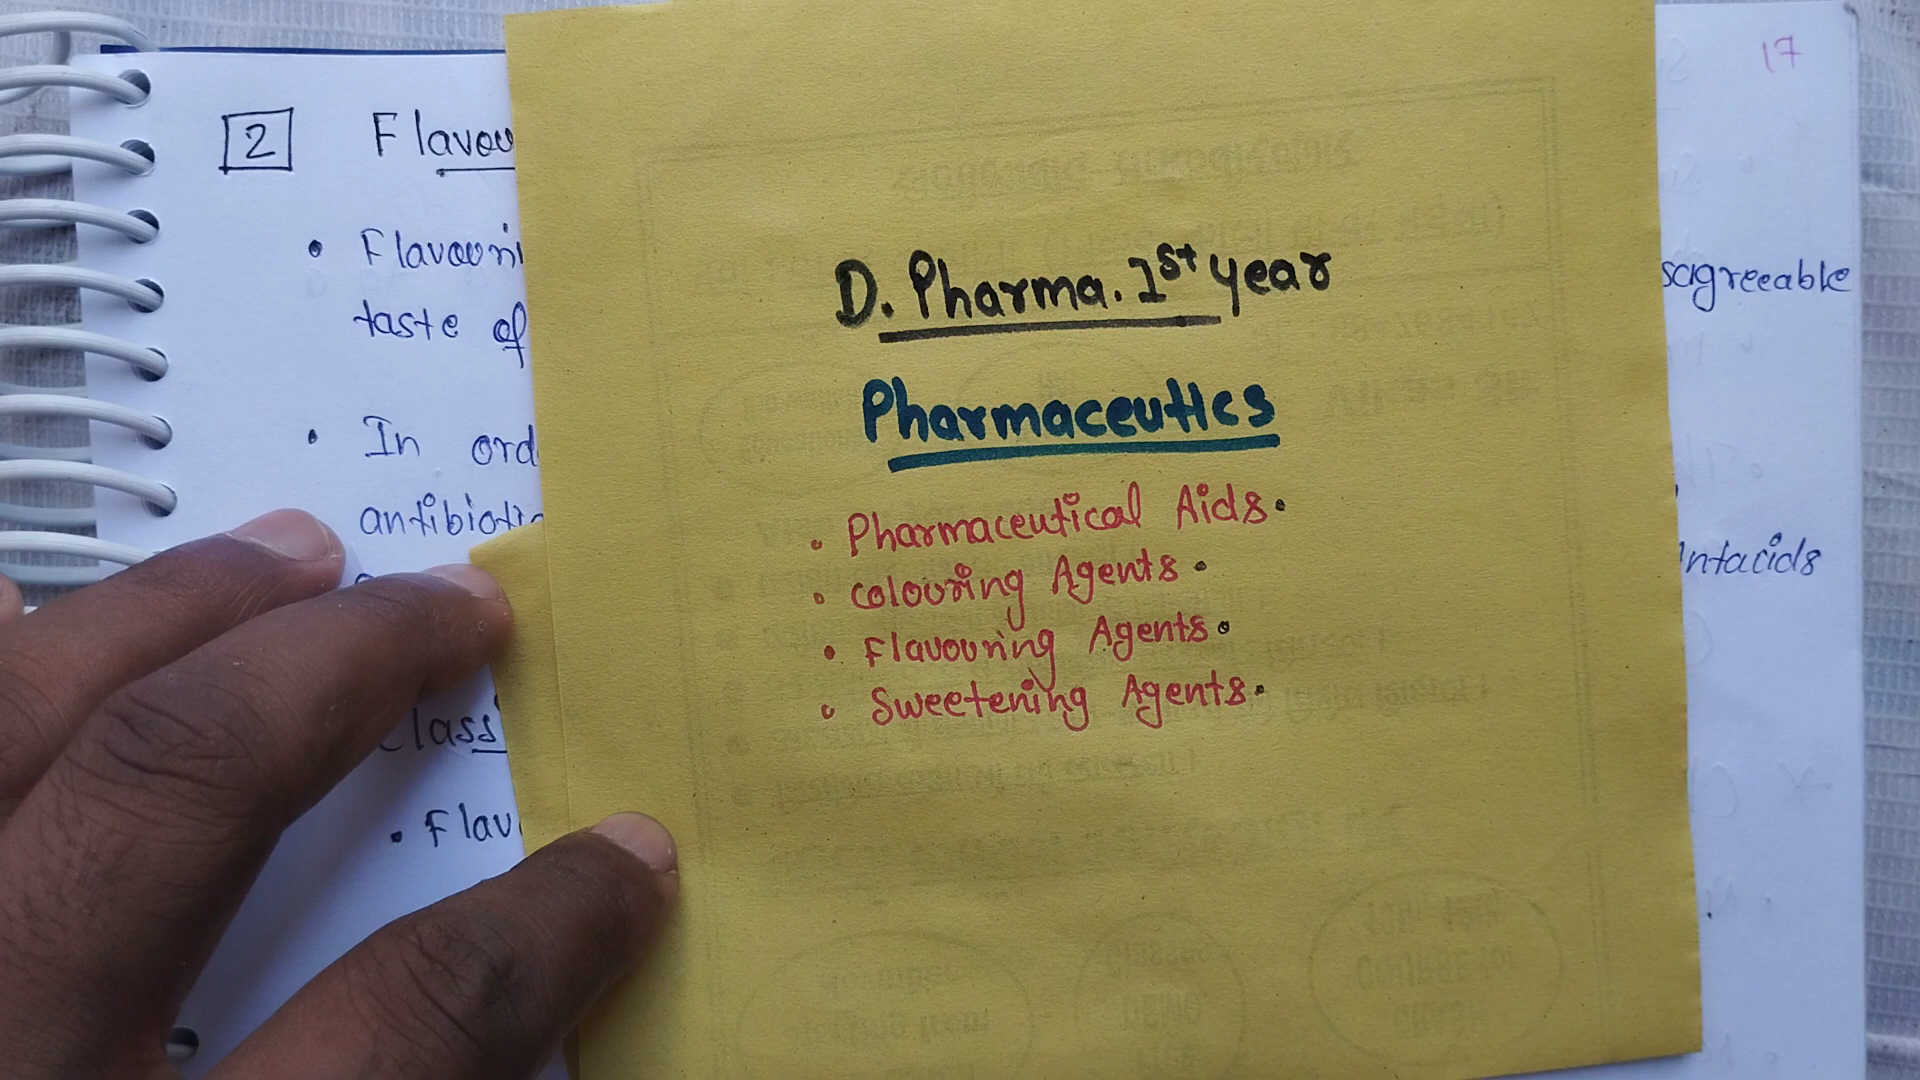 17
2 Flavou
Flavouri
taste of
sagreeable
In ord
antibiotic
ntacids
Class
Flav
D. Pharma. 1st year
Pharmaceutics
• Pharmaceutical Aids.
• Colouring Agents.
• Flavouring Agents.
• Sweetening Agents.